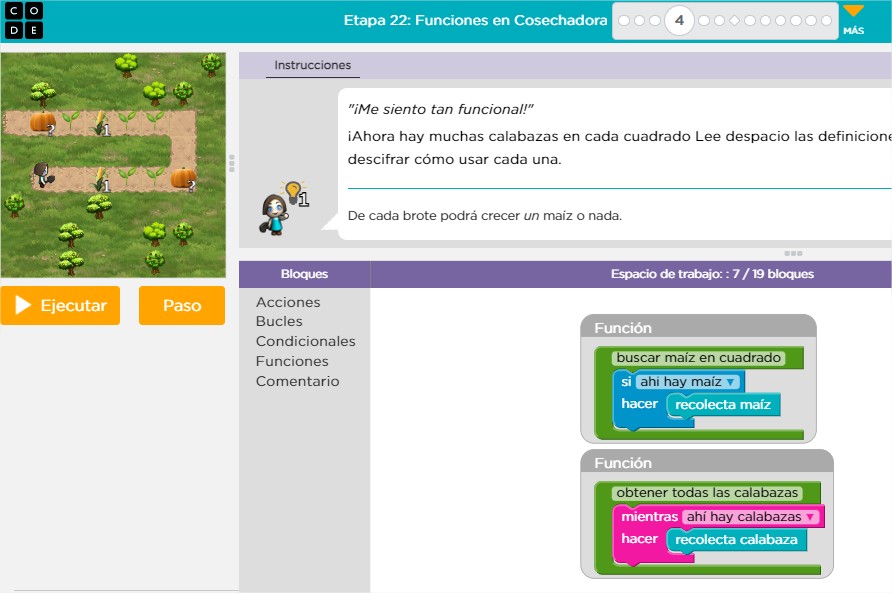 C O
D E
Etapa 22: Funciones en Cosechadora
4
MÁS
Instrucciones
"¡Me siento tan funcional!"
¡Ahora hay muchas calabazas en cada cuadrado Lee despacio las definicione
descifrar cómo usar cada una.
De cada brote podrá crecer un maíz o nada.
?
1
1
?
1
Ejecutar
Paso
Bloques
Espacio de trabajo: : 7 / 19 bloques
Acciones
Bucles
Condicionales
Funciones
Comentario
Función
buscar maíz en cuadrado
si ahi hay maíz ▼
hacer recolecta maíz
Función
obtener todas las calabazas
mientras ahí hay calabazas ▼
hacer recolecta calabaza